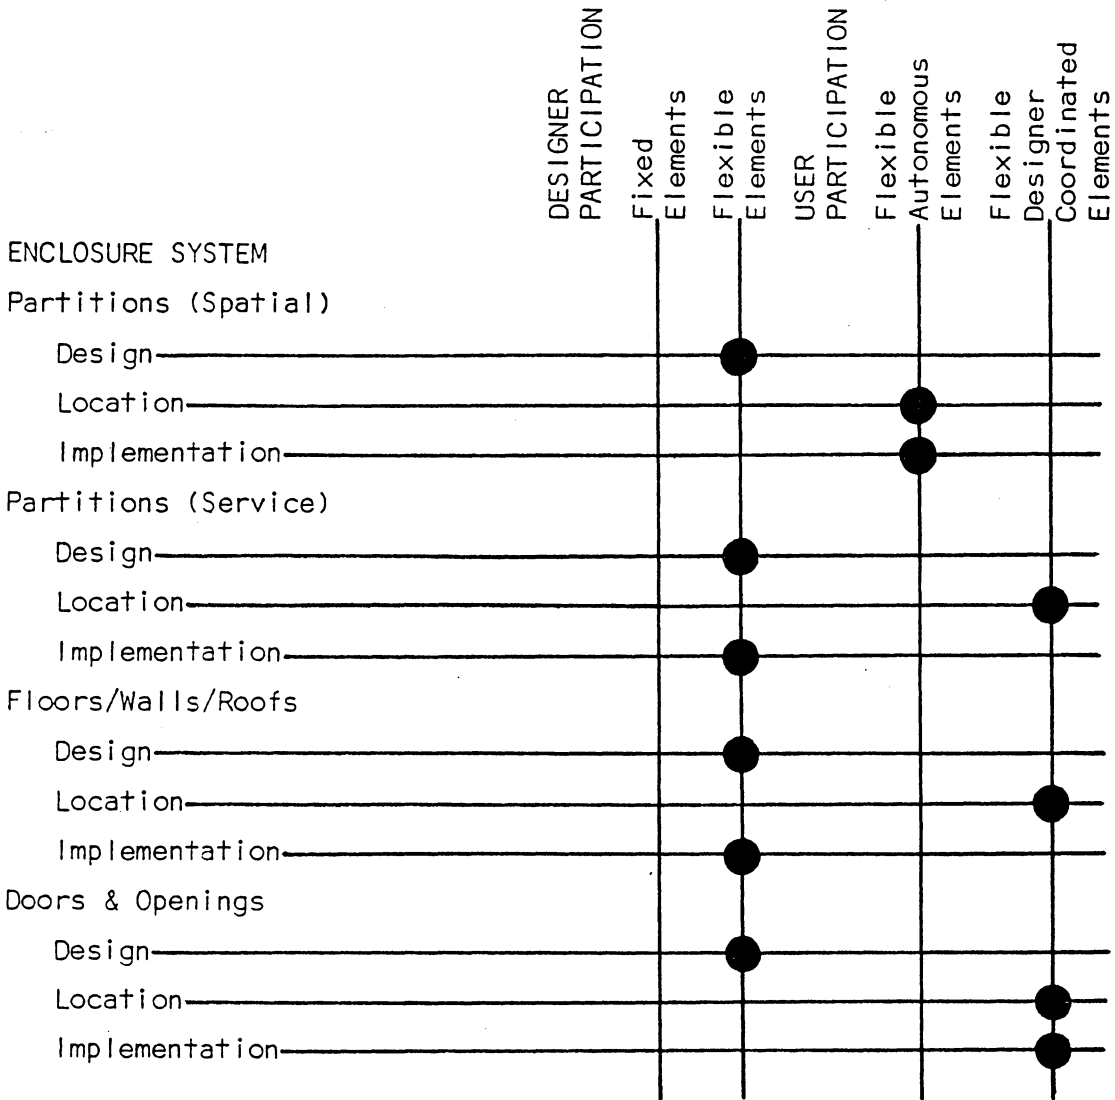 DESIGNER
PARTICIPATION
Fixed
Elements
Flexible
Elements
USER
PARTICIPATION
Flexible
Autonomous
Elements
Flexible
Designer
Coordinated
Elements
ENCLOSURE SYSTEM
Partitions (Spatial)
Design
Location
Implementation
Partitions (Service)
Design
Location
Implementation
Floors/Walls/Roofs
Design
Location
Implementation
Doors & Openings
Design
Location
Implementation